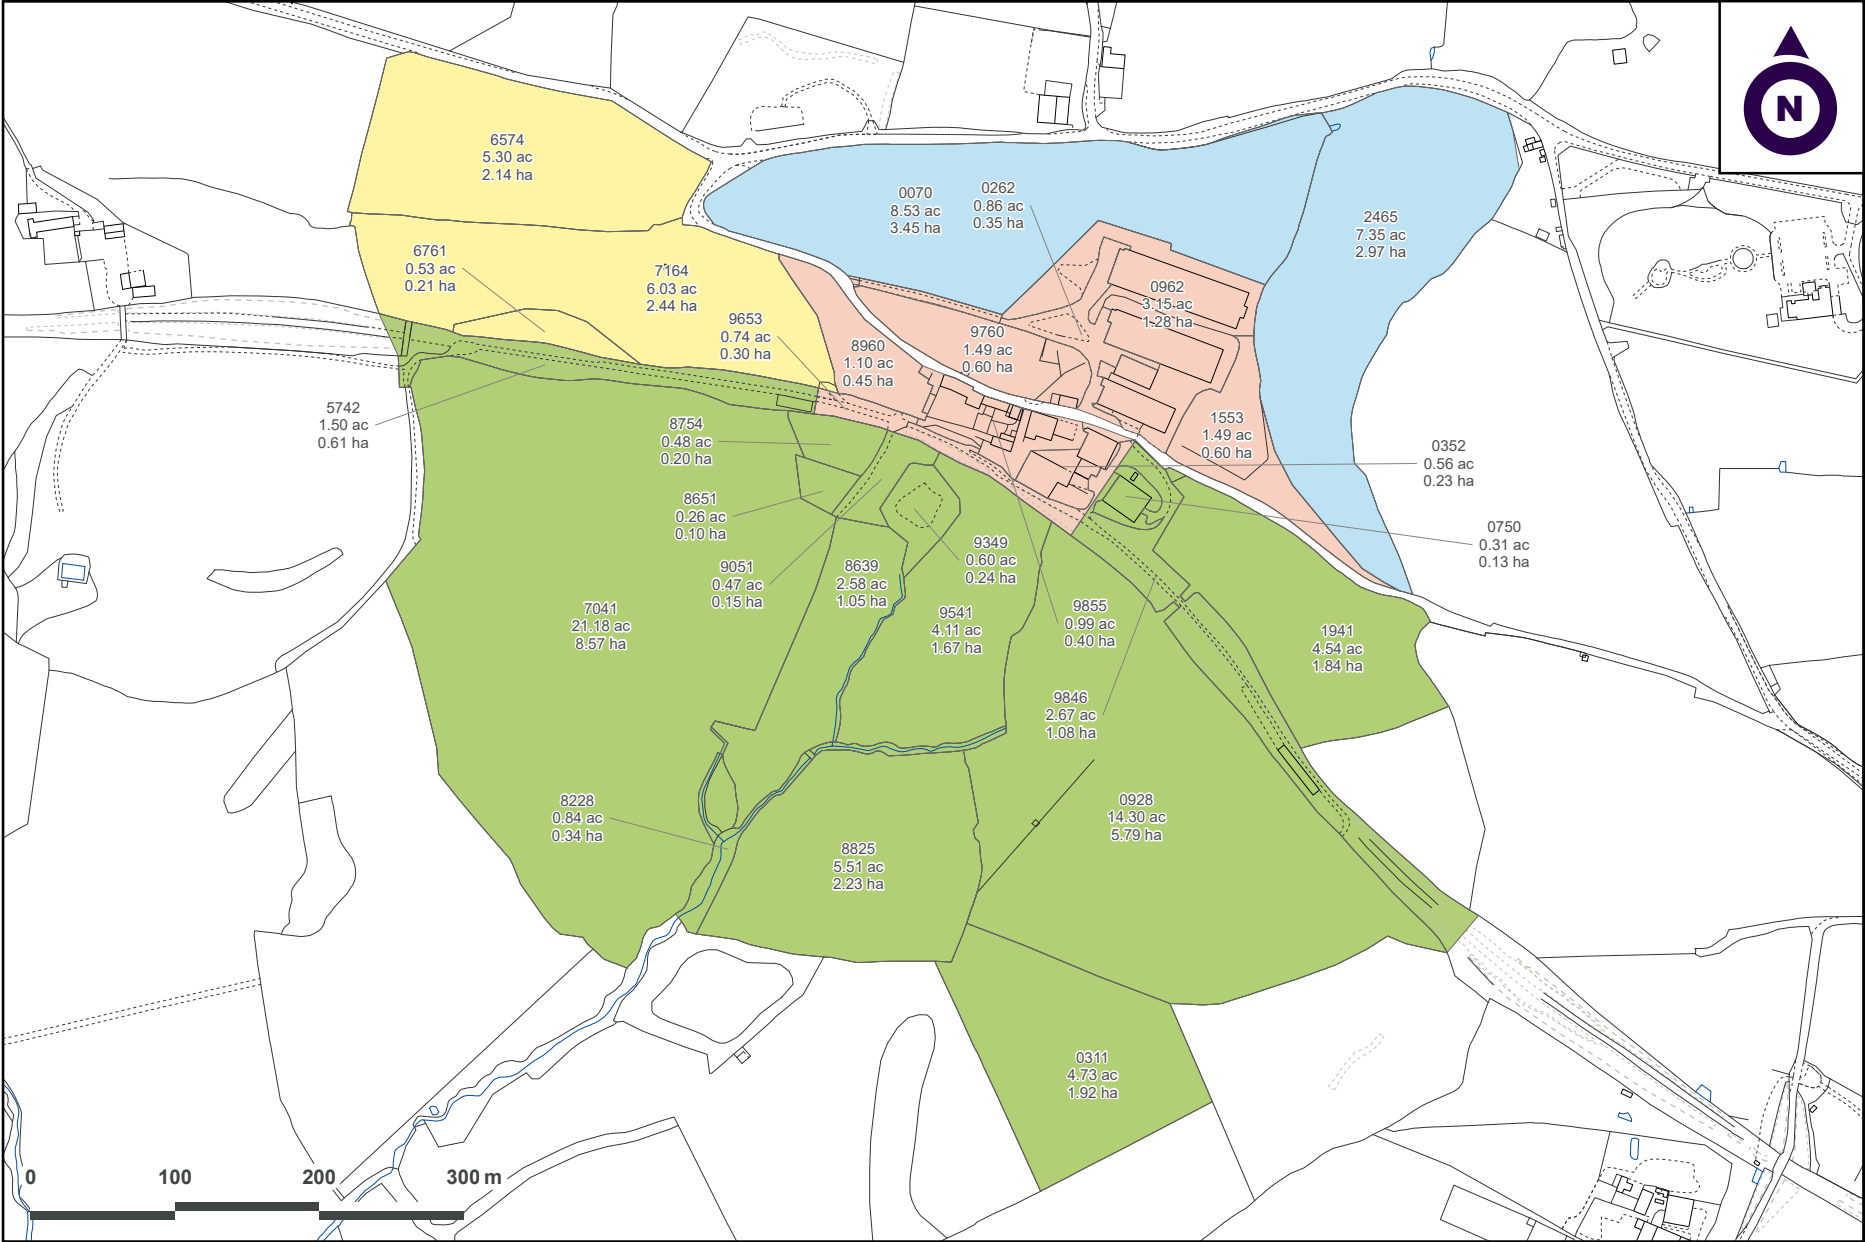 N
6574
5.30 ac
2.14 ha
0070
8.53 ac
3.45 ha
0262
0.86 ac
0.35 ha
2465
7.35 ac
2.97 ha
6761
0.53 ac
0.21 ha
7164
6.03 ac
2.44 ha
0962
3.15 ac
1.28 ha
9653
0.74 ac
0.30 ha
8960
1.10 ac
0.45 ha
9760
1.49 ac
0.60 ha
5742
1.50 ac
0.61 ha
8754
0.48 ac
0.20 ha
1553
1.49 ac
0.60 ha
0352
0.56 ac
0.23 ha
8651
0.26 ac
0.10 ha
0750
0.31 ac
0.13 ha
9051
0.47 ac
0.15 ha
8639
2.58 ac
1.05 ha
9349
0.60 ac
0.24 ha
7041
21.18 ac
8.57 ha
9541
4.11 ac
1.67 ha
9855
0.99 ac
0.40 ha
1941
4.54 ac
1.84 ha
9846
2.67 ac
1.08 ha
8228
0.84 ac
0.34 ha
0928
14.30 ac
5.79 ha
8825
5.51 ac
2.23 ha
0311
4.73 ac
1.92 ha
0 100 200 300 m